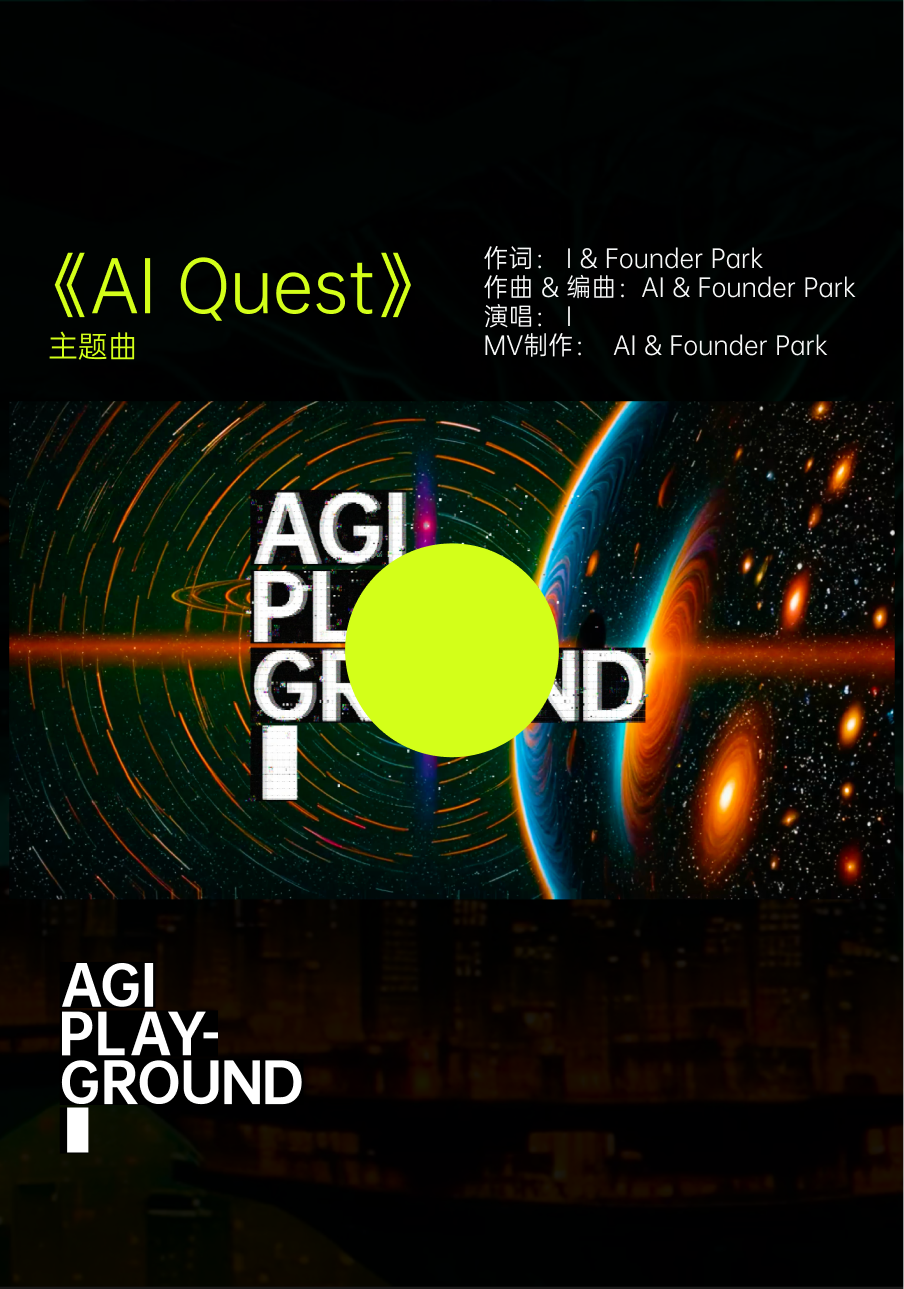 《AI Quest》
主题曲
作词： I & Founder Park
作曲 & 编曲：AI & Founder Park
演唱： I
MV制作： AI & Founder Park
AGI
PL
GR ND
AGI
PLAY-
GROUND